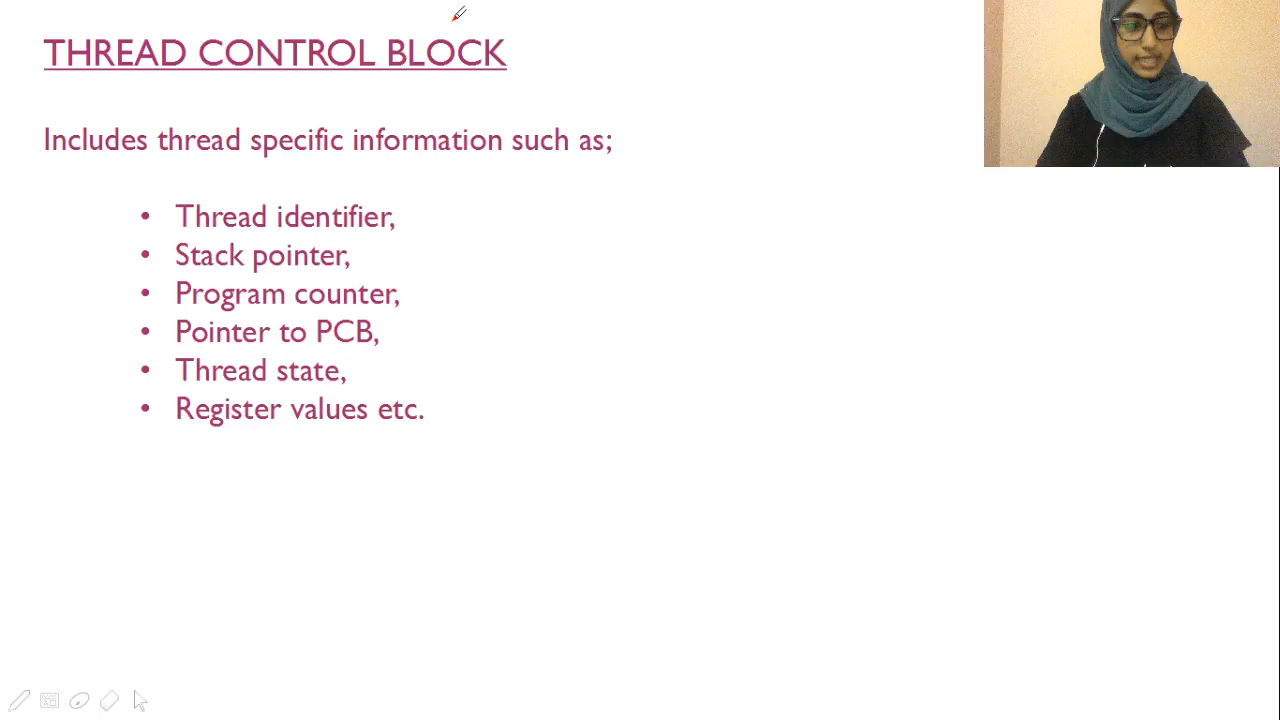 THREAD CONTROL BLOCK
Includes thread specific information such as;
• Thread identifier,
• Stack pointer,
• Program counter,
• Pointer to PCB,
• Thread state,
• Register values etc.